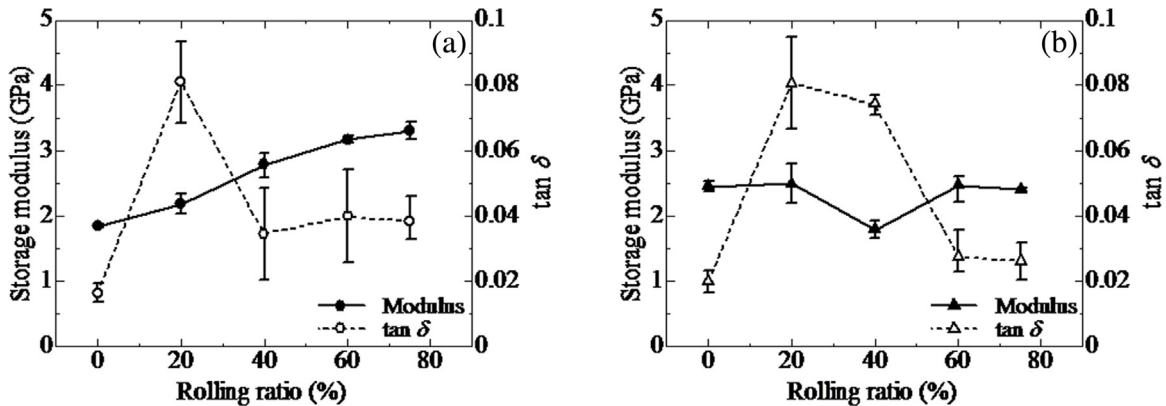 (a)
Storage modulus (GPa)
5
4
3
2
1
0
0.1
0.08
0.06
0.04
0.02
0
tan δ
Modulus
tan δ
0 20 40 60 80
Rolling ratio (%)
(b)
Storage modulus (GPa)
5
4
3
2
1
0
0.1
0.08
0.06
0.04
0.02
0
tan δ
Modulus
tan δ
0 20 40 60 80
Rolling ratio (%)